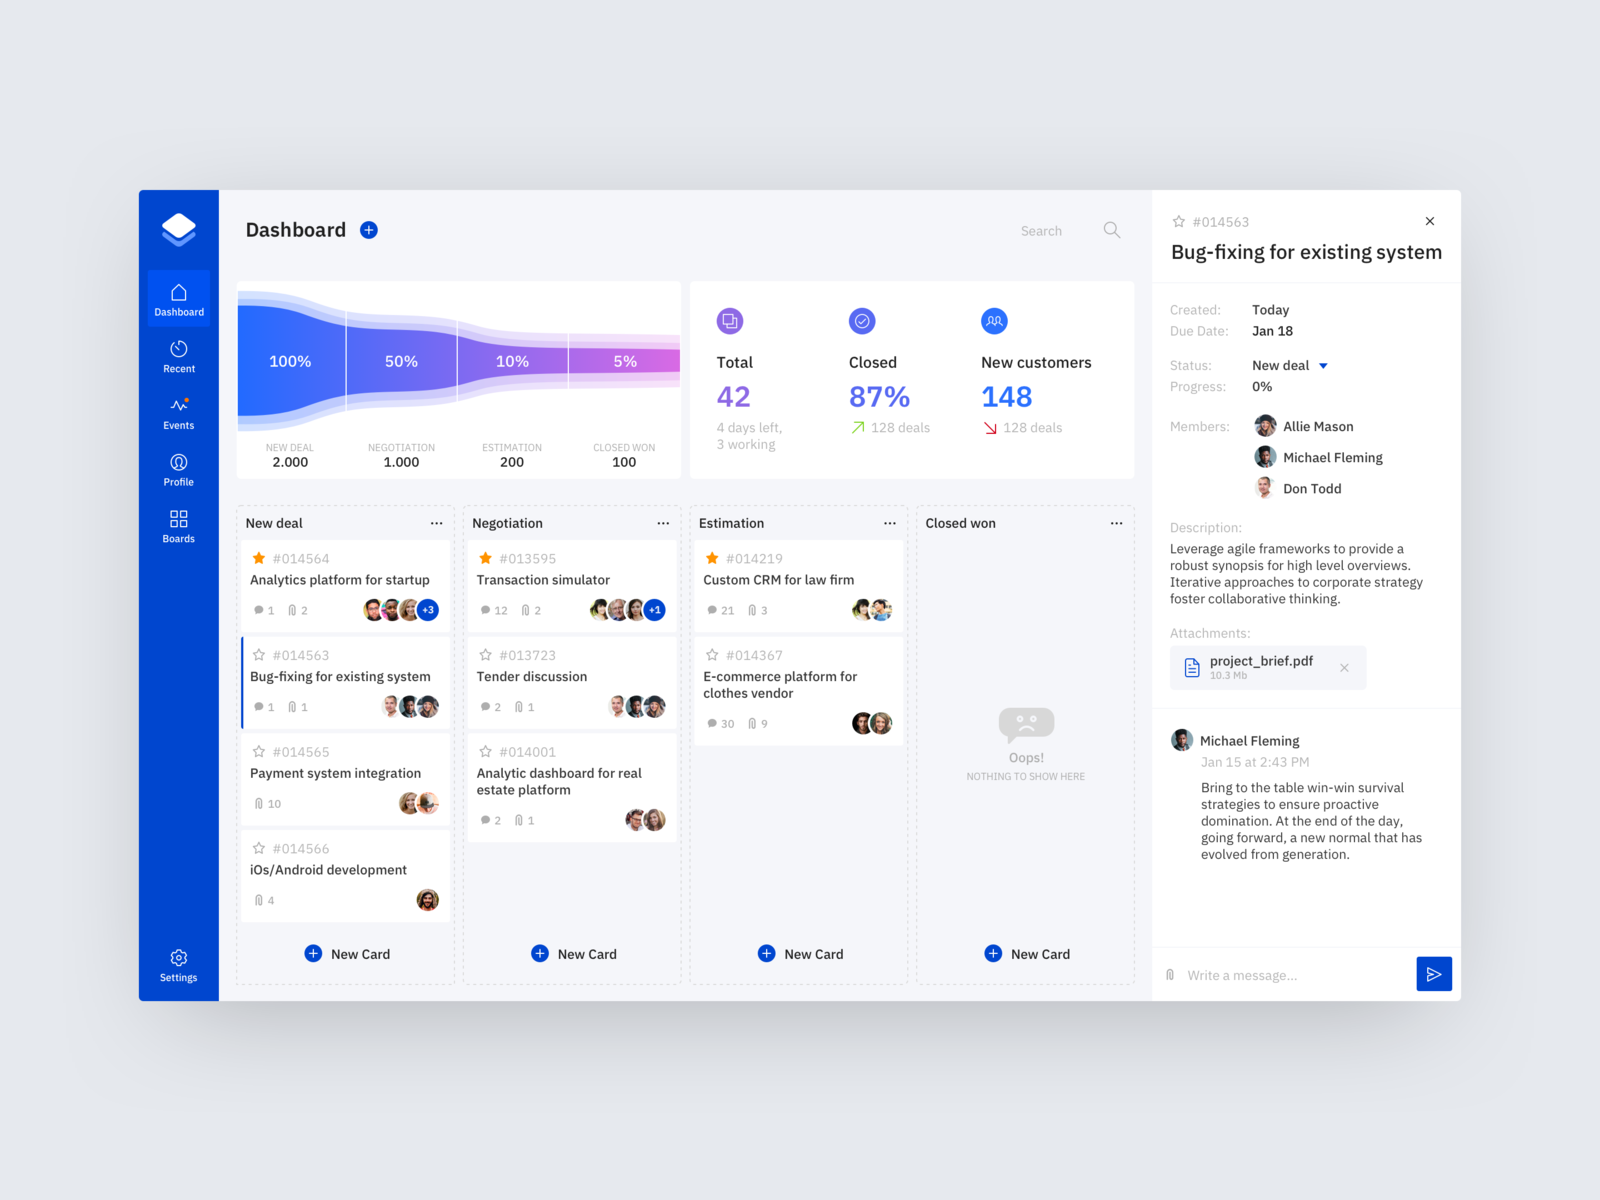 Dashboard
Search
Dashboard
Recent
Events
Profile
Boards
Settings
100%
50%
10%
5%
NEW DEAL
2.000
NEGOTIATION
1.000
ESTIMATION
200
CLOSED WON
100
Total
42
4 days left,
3 working
Closed
87%
128 deals
New customers
148
128 deals
New deal
#014564
Analytics platform for startup
1 2
+3
#014563
Bug-fixing for existing system
1 1
#014565
Payment system integration
10
#014566
iOs/Android development
4
New Card
Negotiation
#013595
Transaction simulator
12 2
+1
#013723
Tender discussion
2 1
#014001
Analytic dashboard for real
estate platform
2 1
New Card
Estimation
#014219
Custom CRM for law firm
21 3
#014367
E-commerce platform for
clothes vendor
30 9
New Card
Closed won
Oops!
NOTHING TO SHOW HERE
New Card
#014563
Bug-fixing for existing system
Created: Today
Due Date: Jan 18
Status: New deal
Progress: 0%
Members: Allie Mason
Michael Fleming
Don Todd
Description:
Leverage agile frameworks to provide a
robust synopsis for high level overviews.
Iterative approaches to corporate strategy
foster collaborative thinking.
Attachments:
project_brief.pdf
10.3 Mb
Michael Fleming
Jan 15 at 2:43 PM
Bring to the table win-win survival
strategies to ensure proactive
domination. At the end of the day,
going forward, a new normal that has
evolved from generation.
Write a message...